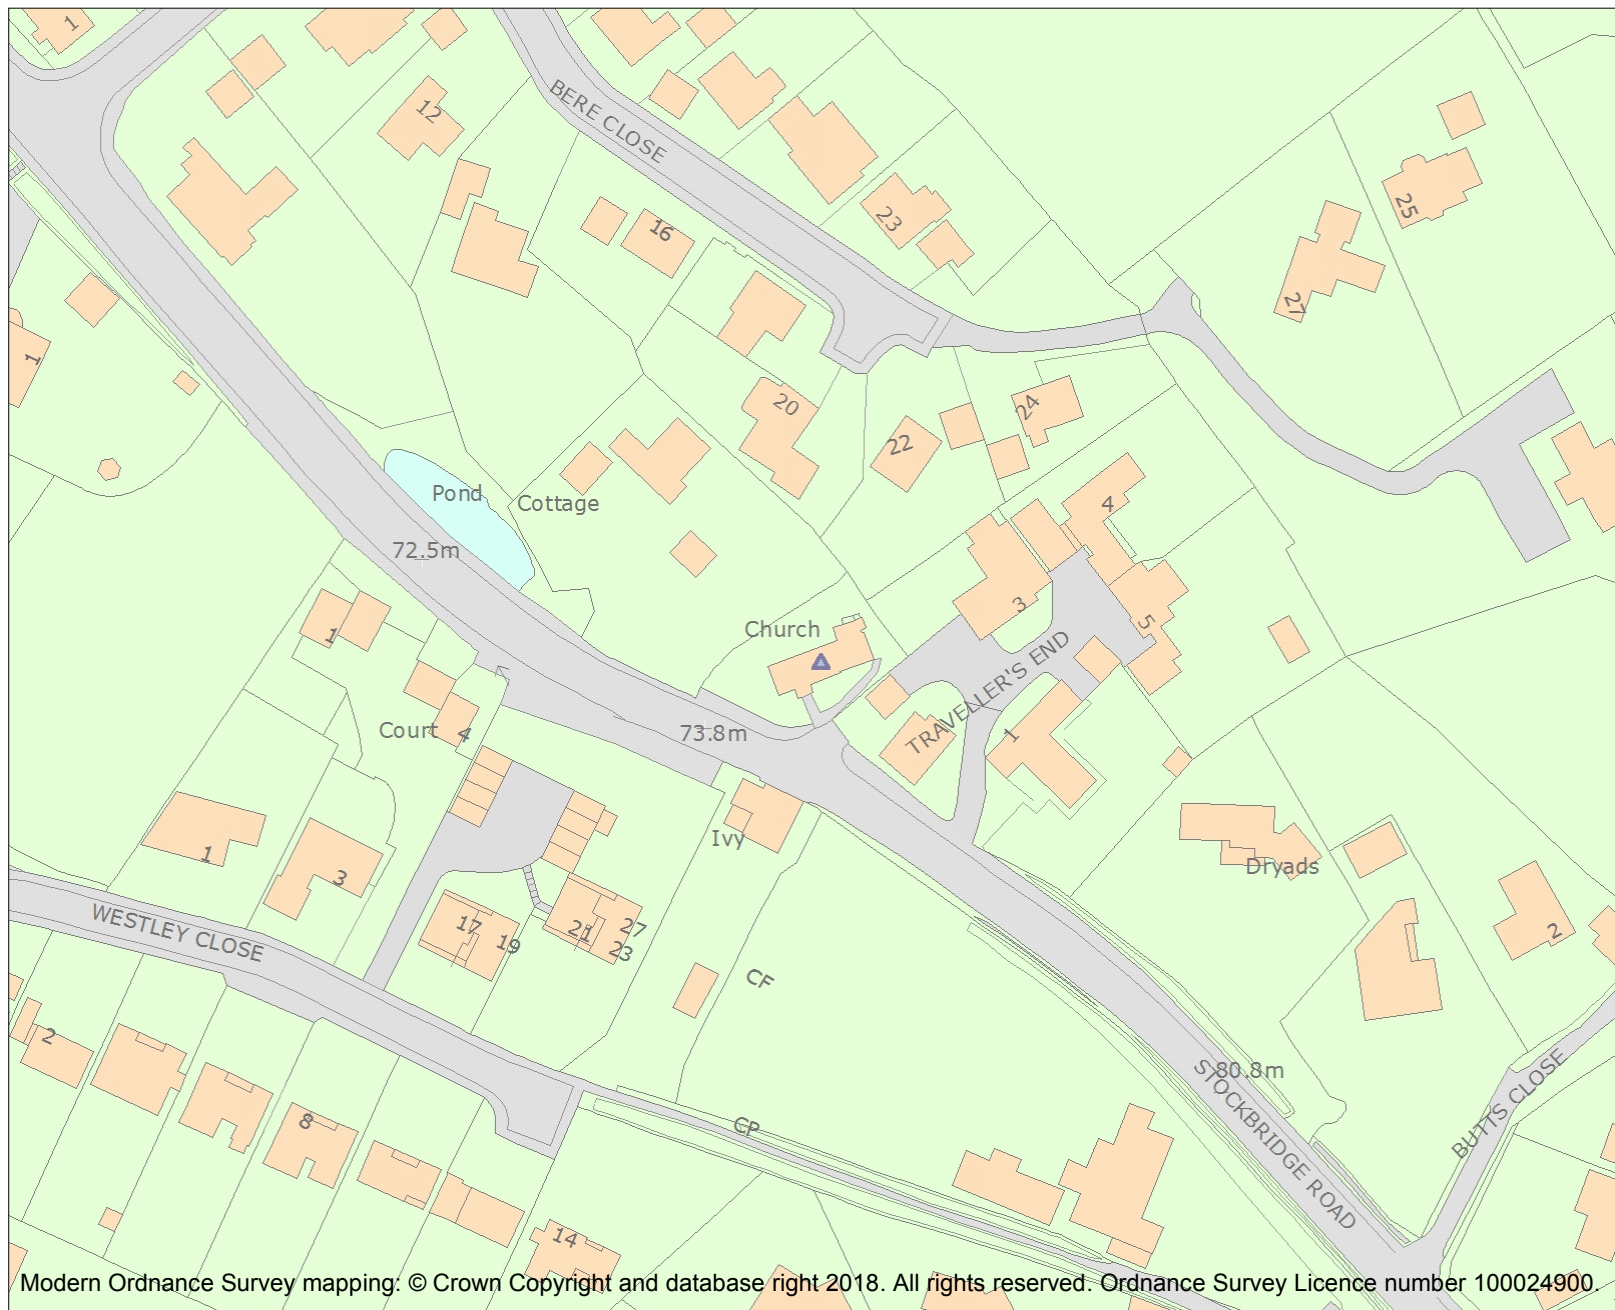 1
BERE CLOSE
12
16
23
25
27
1
20
24
22
4
Pond
Cottage
72.5m
3
5
1
Church
TRAVELLER'S END
Court
4
73.8m
1
Ivy
1
3
Dryads
WESTLEY CLOSE
17
19
21
27
23
2
CF
2
80.8m
STOCKBRIDGE ROAD
BUTTS CLOSE
8
CP
14
Modern Ordnance Survey mapping: © Crown Copyright and database right 2018. All rights reserved. Ordnance Survey Licence number 100024900.